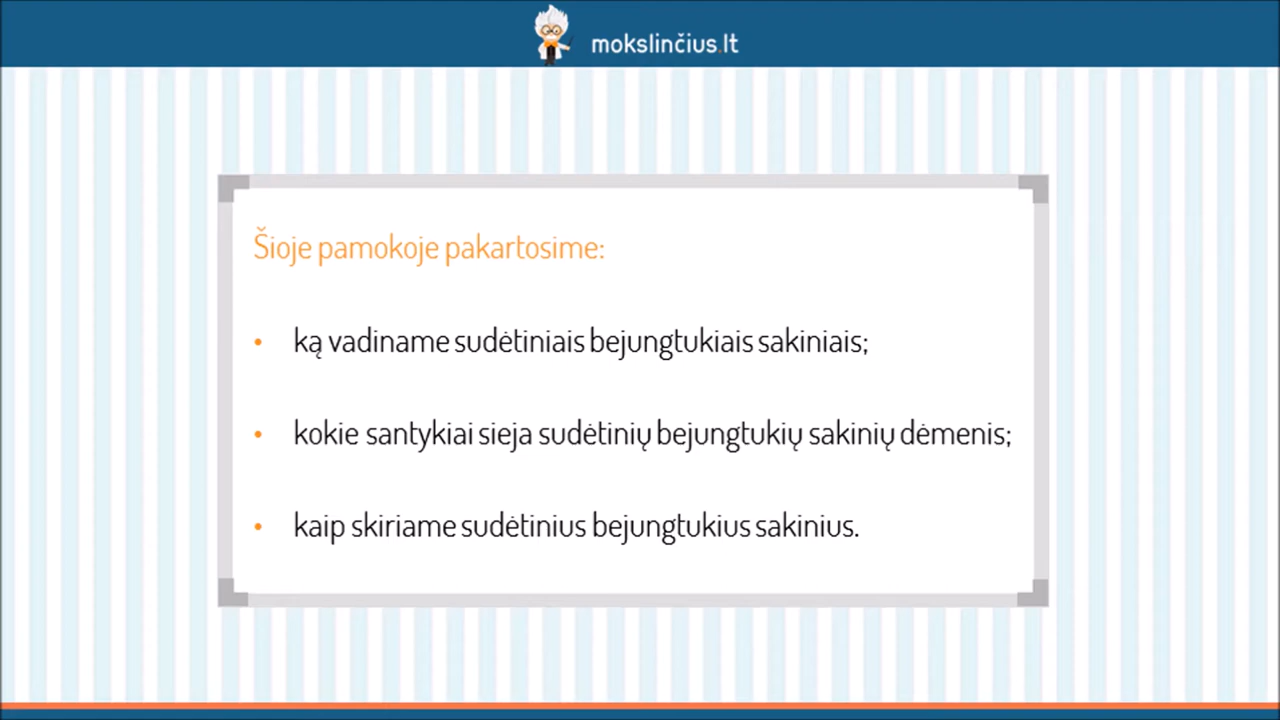 mokslinčius.lt
Šioje pamokoje pakartosime:
• ką vadiname sudėtiniais bejungtukiais sakiniais;
• kokie santykiai sieja sudėtinių bejungtukių sakinių dėmenis;
• kaip skiriame sudėtinius bejungtukius sakinius.